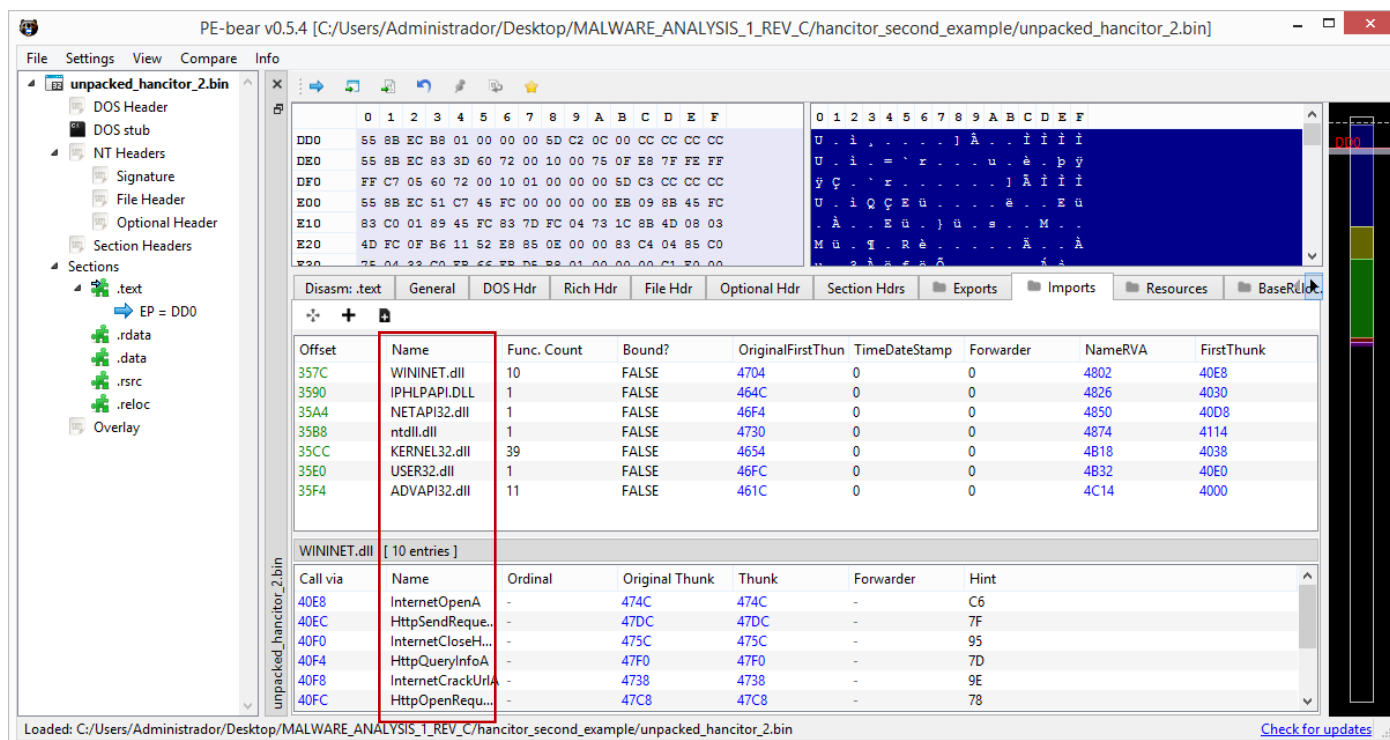 PE-bear v0.5.4 [C:/Users/Administrador/Desktop/MALWARE_ANALYSIS_1_REV_C/hancitor_second_example/unpacked_hancitor_2.bin]
File Settings View Compare Info
unpacked_hancitor_2.bin
DOS Header
DOS stub
NT Headers
Signature
File Header
Optional Header
Section Headers
Sections
.text
EP = DD0
.rdata
.data
.rsrc
.reloc
Overlay
0 1 2 3 4 5 6 7 8 9 A B C D E F
DD0 55 8B EC B8 01 00 00 00 5D C2 0C 00 CC CC CC CC
DE0 55 8B EC 83 3D 60 72 00 10 00 75 0F E8 7F FE FF
DF0 FF C7 05 60 72 00 10 01 00 00 00 5D C3 CC CC CC
E00 55 8B EC 51 C7 45 FC 00 00 00 00 EB 09 8B 45 FC
E10 83 C0 01 89 45 FC 83 7D FC 04 73 1C 8B 4D 08 03
E20 4D FC 0F B6 11 52 E8 85 0E 00 00 83 C4 04 85 C0
0 1 2 3 4 5 6 7 8 9 A B C D E F
U . ì ¸ . . . . ] Â . . Ì Ì Ì Ì
U . ì . = ` r . . . u . è . þ ÿ
ÿ Ç . ` r . . . . . . ] Ã Ì Ì Ì
U . ì Q Ç E ü . . . . ë . . E ü
. À . . E ü . } ü . s . . M . .
M ü . ¶ . R è . . . . . Ä . . À
DD0
Disasm: .text General DOS Hdr Rich Hdr File Hdr Optional Hdr Section Hdrs Exports Imports Resources
Offset Name Func. Count Bound? OriginalFirstThun TimeDateStamp Forwarder NameRVA FirstThunk
357C WININET.dll 10 FALSE 4704 0 0 4802 40E8
3590 IPHLPAPI.DLL 1 FALSE 464C 0 0 4826 4030
35A4 NETAPI32.dll 1 FALSE 46F4 0 0 4850 40D8
35B8 ntdll.dll 1 FALSE 4730 0 0 4874 4114
35CC KERNEL32.dll 39 FALSE 4654 0 0 4B18 4038
35E0 USER32.dll 1 FALSE 46FC 0 0 4B32 40E0
35F4 ADVAPI32.dll 11 FALSE 461C 0 0 4C14 4000
unpacked_hancitor_2.bin
WININET.dll [ 10 entries ]
Call via Name Ordinal Original Thunk Thunk Forwarder Hint
40E8 InternetOpenA - 474C 474C - C6
40EC HttpSendReque... - 47DC 47DC - 7F
40F0 InternetCloseH... - 475C 475C - 95
40F4 HttpQueryInfoA - 47F0 47F0 - 7D
40F8 InternetCrackUrlA - 4738 4738 - 9E
40FC HttpOpenRequ... - 47C8 47C8 - 78
Loaded: C:/Users/Administrador/Desktop/MALWARE_ANALYSIS_1_REV_C/hancitor_second_example/unpacked_hancitor_2.bin
Check for updates